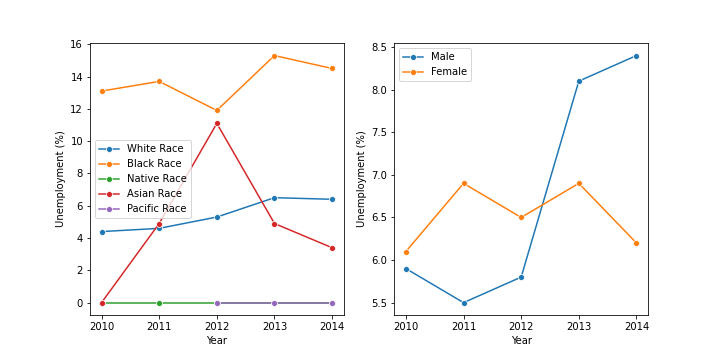 16
14
12
10
8
6
4
2
0
Unemployment (%)
White Race
Black Race
Native Race
Asian Race
Pacific Race
2010 2011 2012 2013 2014
Year
8.5
8.0
7.5
7.0
6.5
6.0
5.5
Unemployment (%)
Male
Female
2010 2011 2012 2013 2014
Year